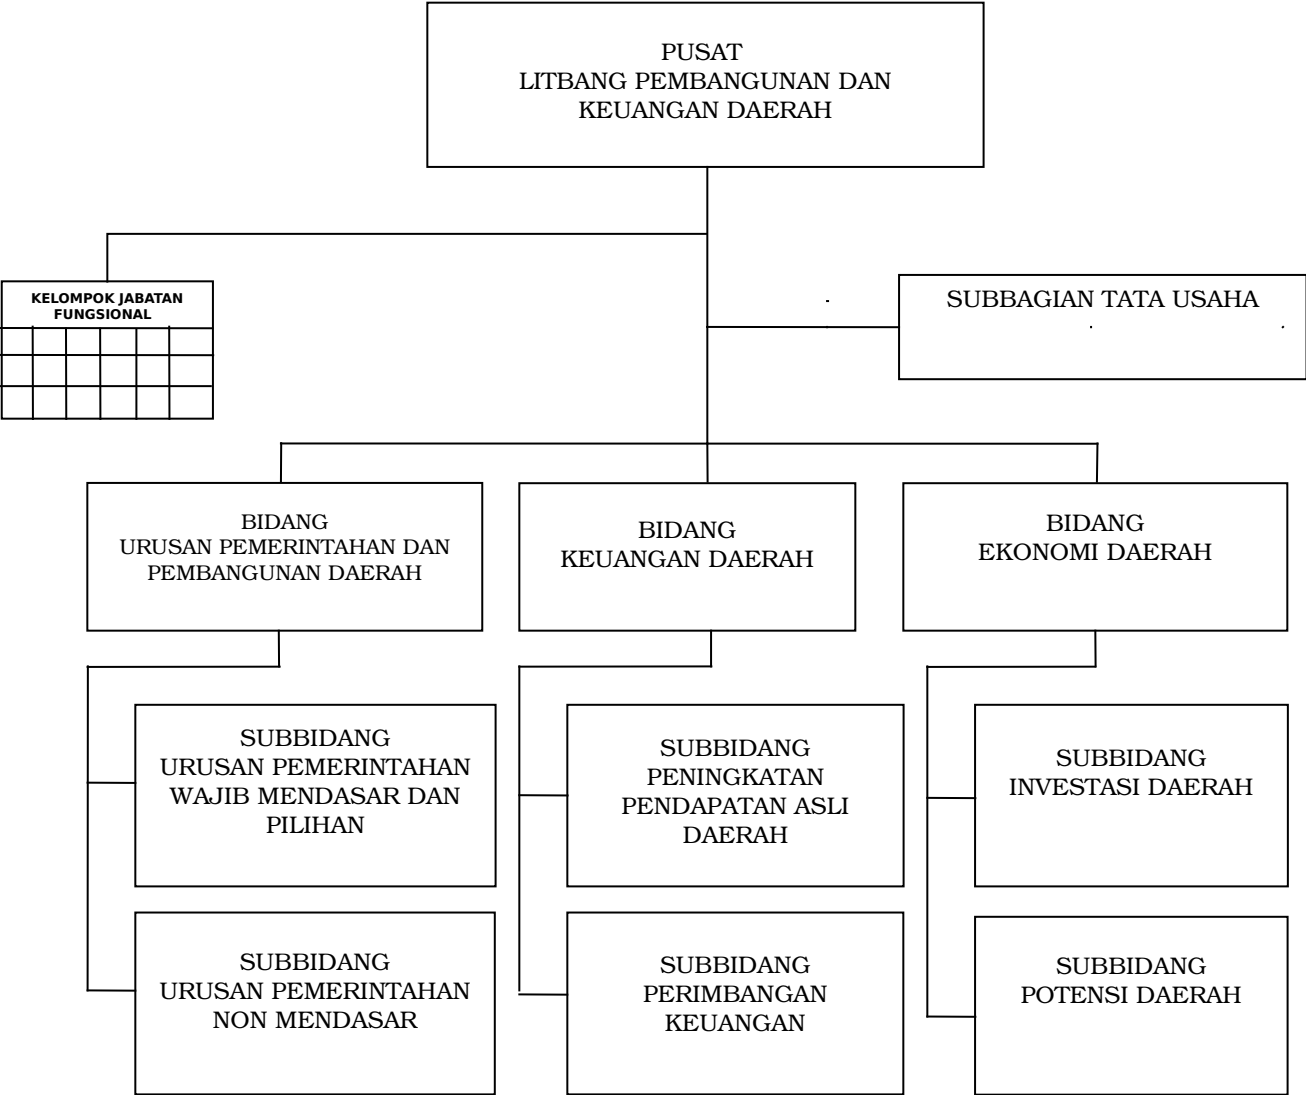 PUSAT
LITBANG PEMBANGUNAN DAN
KEUANGAN DAERAH
KELOMPOK JABATAN
FUNGSIONAL
SUBBAGIAN TATA USAHA
BIDANG
URUSAN PEMERINTAHAN DAN
PEMBANGUNAN DAERAH
BIDANG
KEUANGAN DAERAH
BIDANG
EKONOMI DAERAH
SUBBIDANG
URUSAN PEMERINTAHAN
WAJIB MENDASAR DAN
PILIHAN
SUBBIDANG
PENINGKATAN
PENDAPATAN ASLI
DAERAH
SUBBIDANG
INVESTASI DAERAH
SUBBIDANG
URUSAN PEMERINTAHAN
NON MENDASAR
SUBBIDANG
PERIMBANGAN
KEUANGAN
SUBBIDANG
POTENSI DAERAH